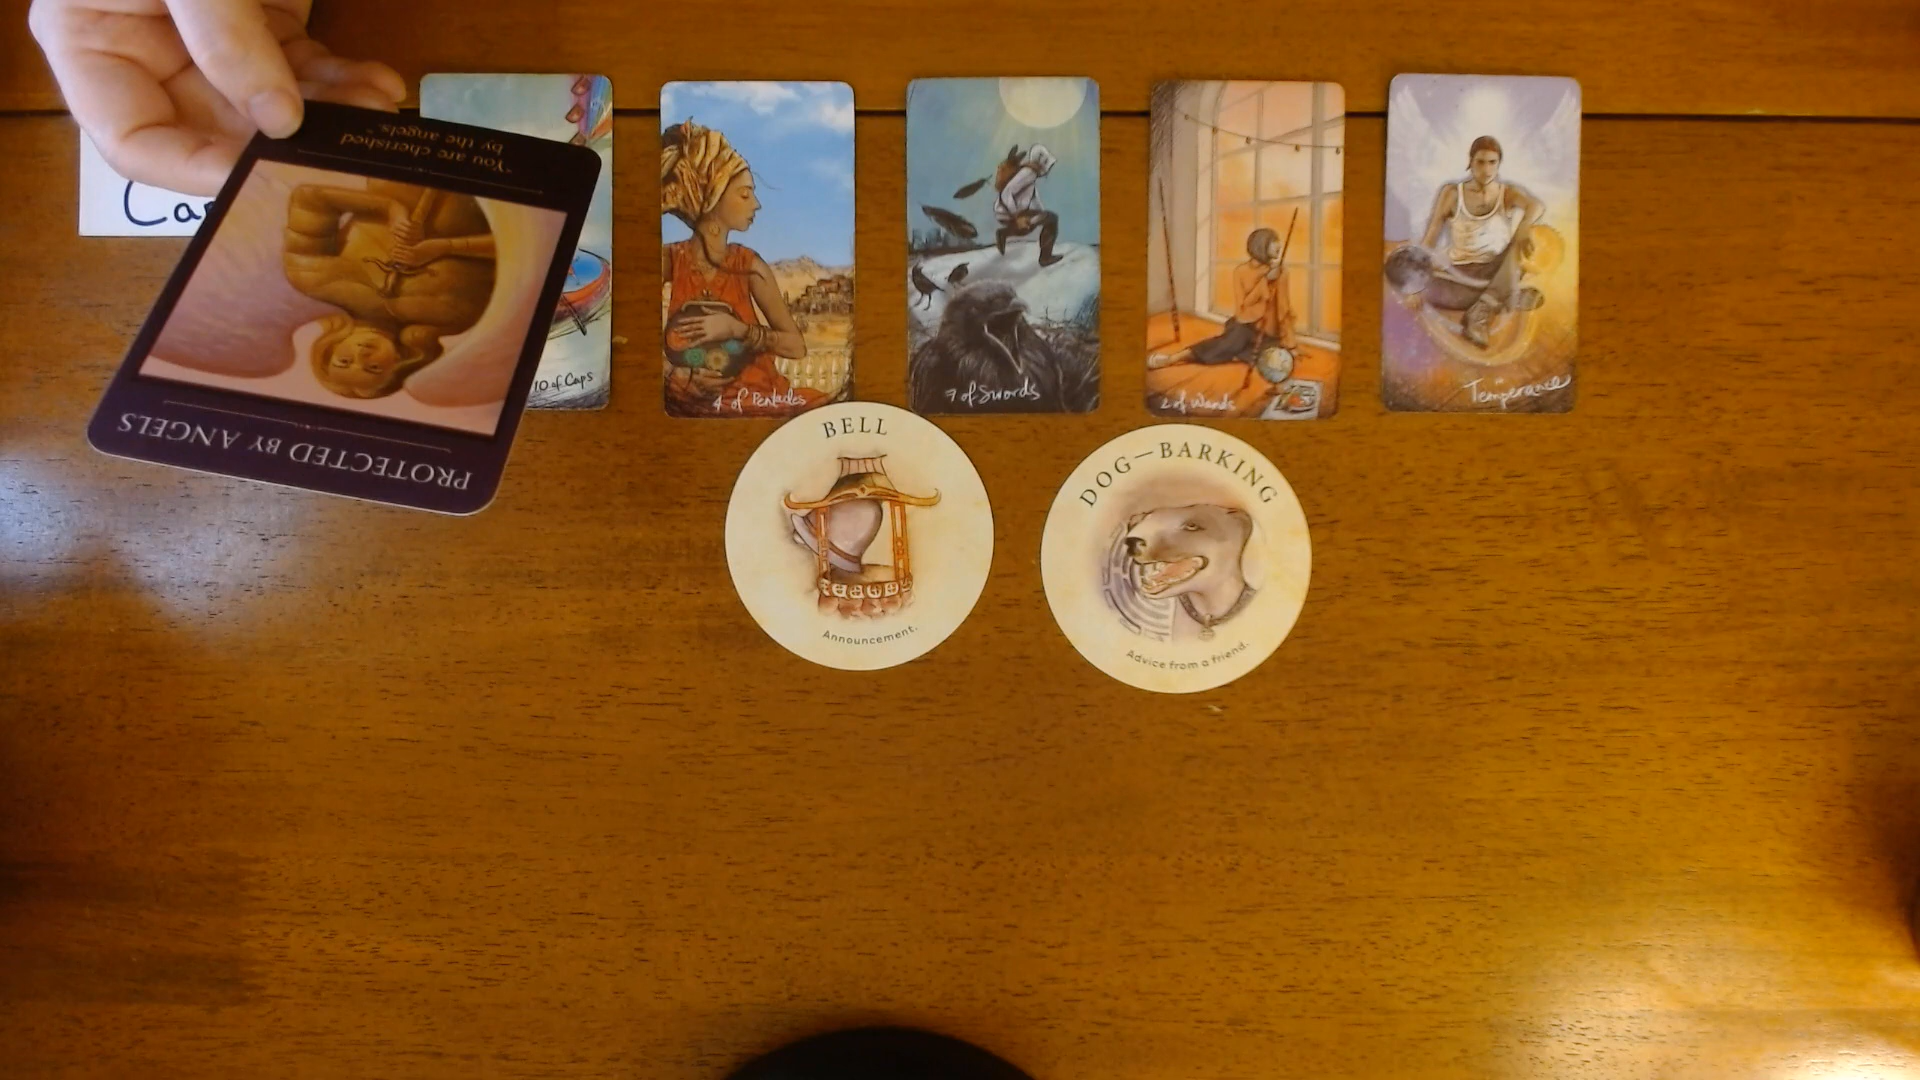 Ca
"You are cherished
by the angels."
PROTECTED BY ANGELS
10 of Cups
4 of Pentacles
7 of Swords
2 of Wands
Temperance
BELL
Announcement.
DOG—BARKING
Advice from a friend.